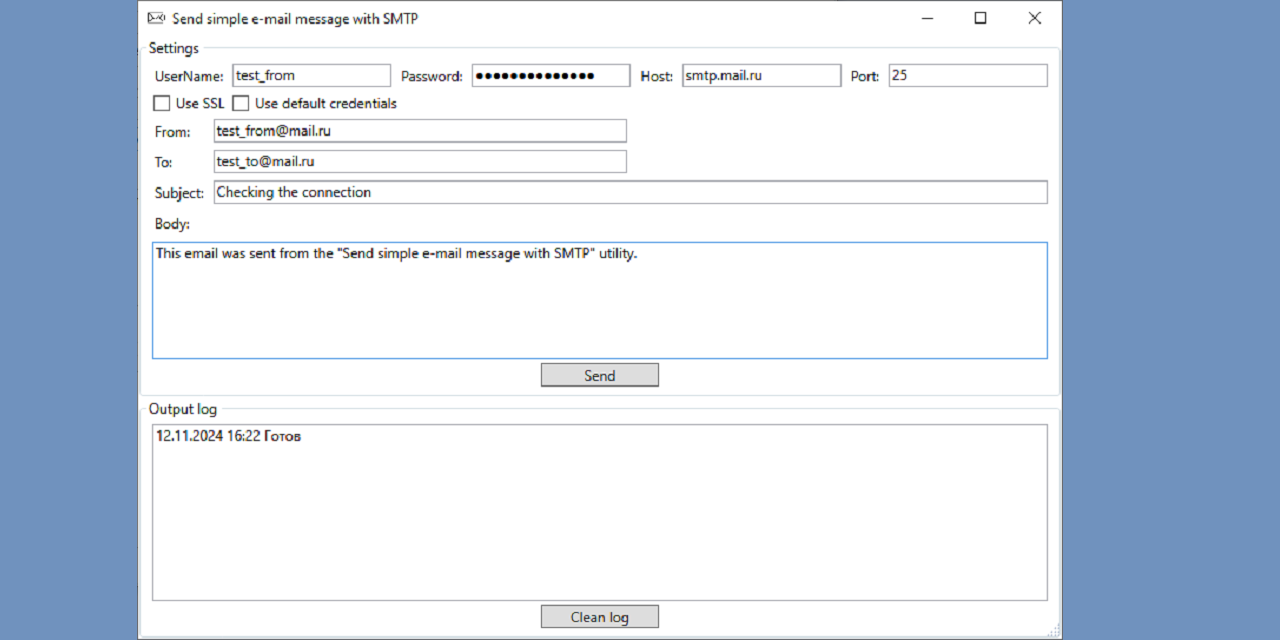 Send simple e-mail message with SMTP
Settings
UserName: test_from Password: ●●●●●●●●●●●●●● Host: smtp.mail.ru Port: 25
Use SSL Use default credentials
From: test_from@mail.ru
To: test_to@mail.ru
Subject: Checking the connection
Body:
This email was sent from the "Send simple e-mail message with SMTP" utility.
Send
Output log
12.11.2024 16:22 Готов
Clean log